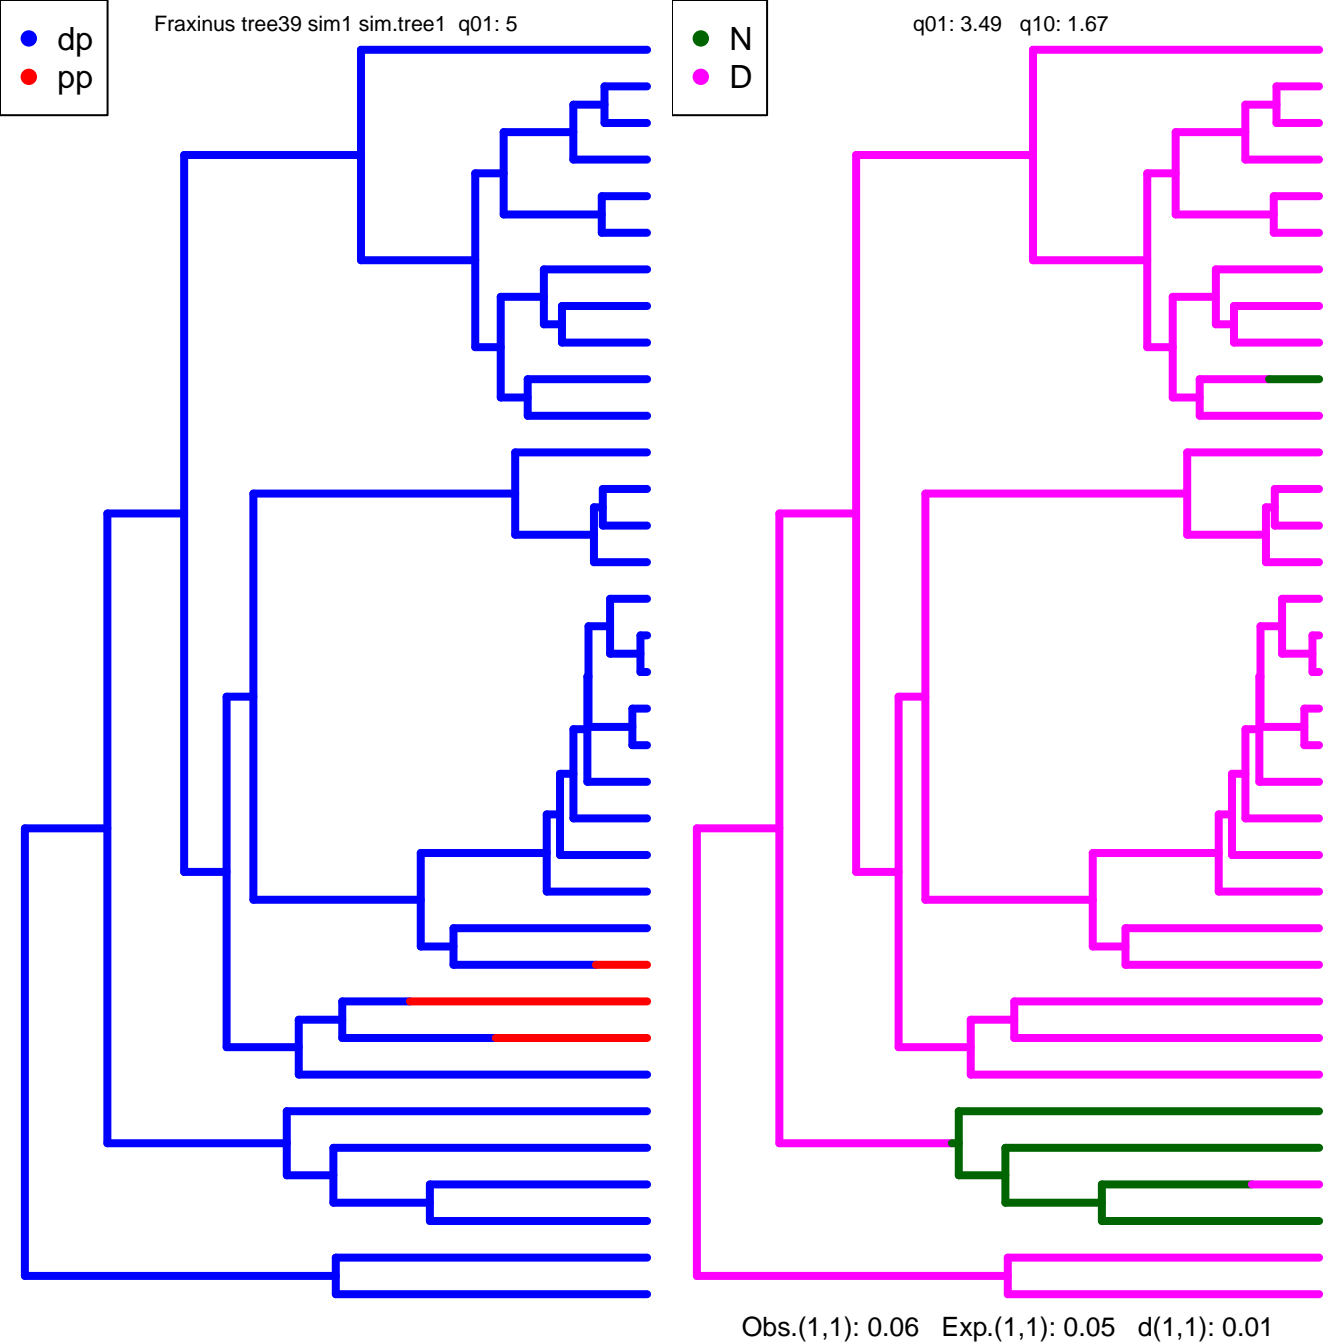 Fraxinus tree39 sim1 sim.tree1  q01: 5
dp
pp
q01: 3.49   q10: 1.67
N
D
Obs.(1,1): 0.06   Exp.(1,1): 0.05   d(1,1): 0.01